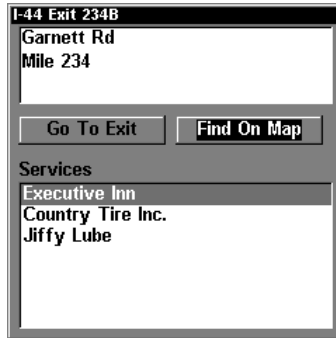 I-44 Exit 234B
Garnett Rd
Mile 234
Go To Exit
Find On Map
Services
Executive Inn
Country Tire Inc.
Jiffy Lube